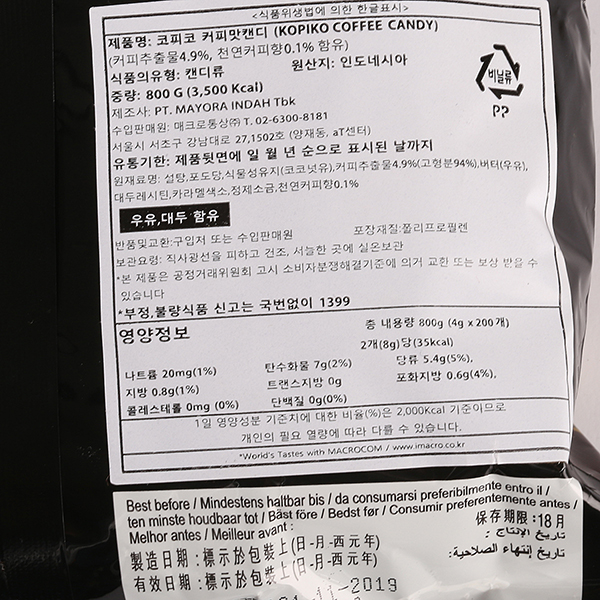 <식품위생법에 의한 한글표시>
제품명: 코피코 커피맛캔디 (KOPIKO COFFEE CANDY)
(커피추출물4.9%, 천연커피향0.1% 함유)
식품의유형: 캔디류 원산지: 인도네시아
중량: 800 G (3,500 Kcal)
제조사: PT. MAYORA INDAH Tbk
수입판매원: 매크로통상㈜ T. 02-6300-8181
서울시 서초구 강남대로 27,1502호 (양재동, aT센터)
유통기한: 제품뒷면에 일 월 년 순으로 표시된 날까지
원재료명: 설탕,포도당,식물성유지(코코넛유),커피추출물4.9%(고형분94%),버터(우유),
대두레시틴,카라멜색소,정제소금,천연커피향0.1%
비닐류
PP
우유,대두 함유
반품및교환:구입저 또는 수입판매원 포장재질:폴리프로필렌
보관요령: 직사광선을 피하고 건조, 서늘한 곳에 실온보관
*본 제품은 공정거래위원회 고시 소비자분쟁해결기준에 의거 교환 또는 보상 받을 수
있습니다
*부정,불량식품 신고는 국번없이 1399
영양정보 총 내용량 800g (4g x 200개)
2개(8g)당(35kcal)
나트륨 20mg(1%) 탄수화물 7g(2%) 당류 5.4g(5%),
지방 0.8g(1%) 트랜스지방 0g 포화지방 0.6g(4%),
콜레스테롤 0mg (0%) 단백질 0g(0%)
1일 영양성분 기준치에 대한 비율(%)은 2,000Kcal 기준이므로
개인의 필요 열량에 따라 다를 수 있습니다.
*World's Tastes with MACROCOM / www.imacro.co.kr
Best before / Mindestens haltbar bis / da consumarsi preferibilmente entro il /
ten minste houdbaar tot / Bäst före / Bedst før / Consumir preferentemente antes /
Melhor antes / Meilleur avant : 保存期限:18月
製造日期:標示於包裝上(日-月-西元年) تاريخ الإنتاج :
有效日期:標示於包裝上(日-月-西元年) تاريخ إنتهاء الصلاحية:
11-2019